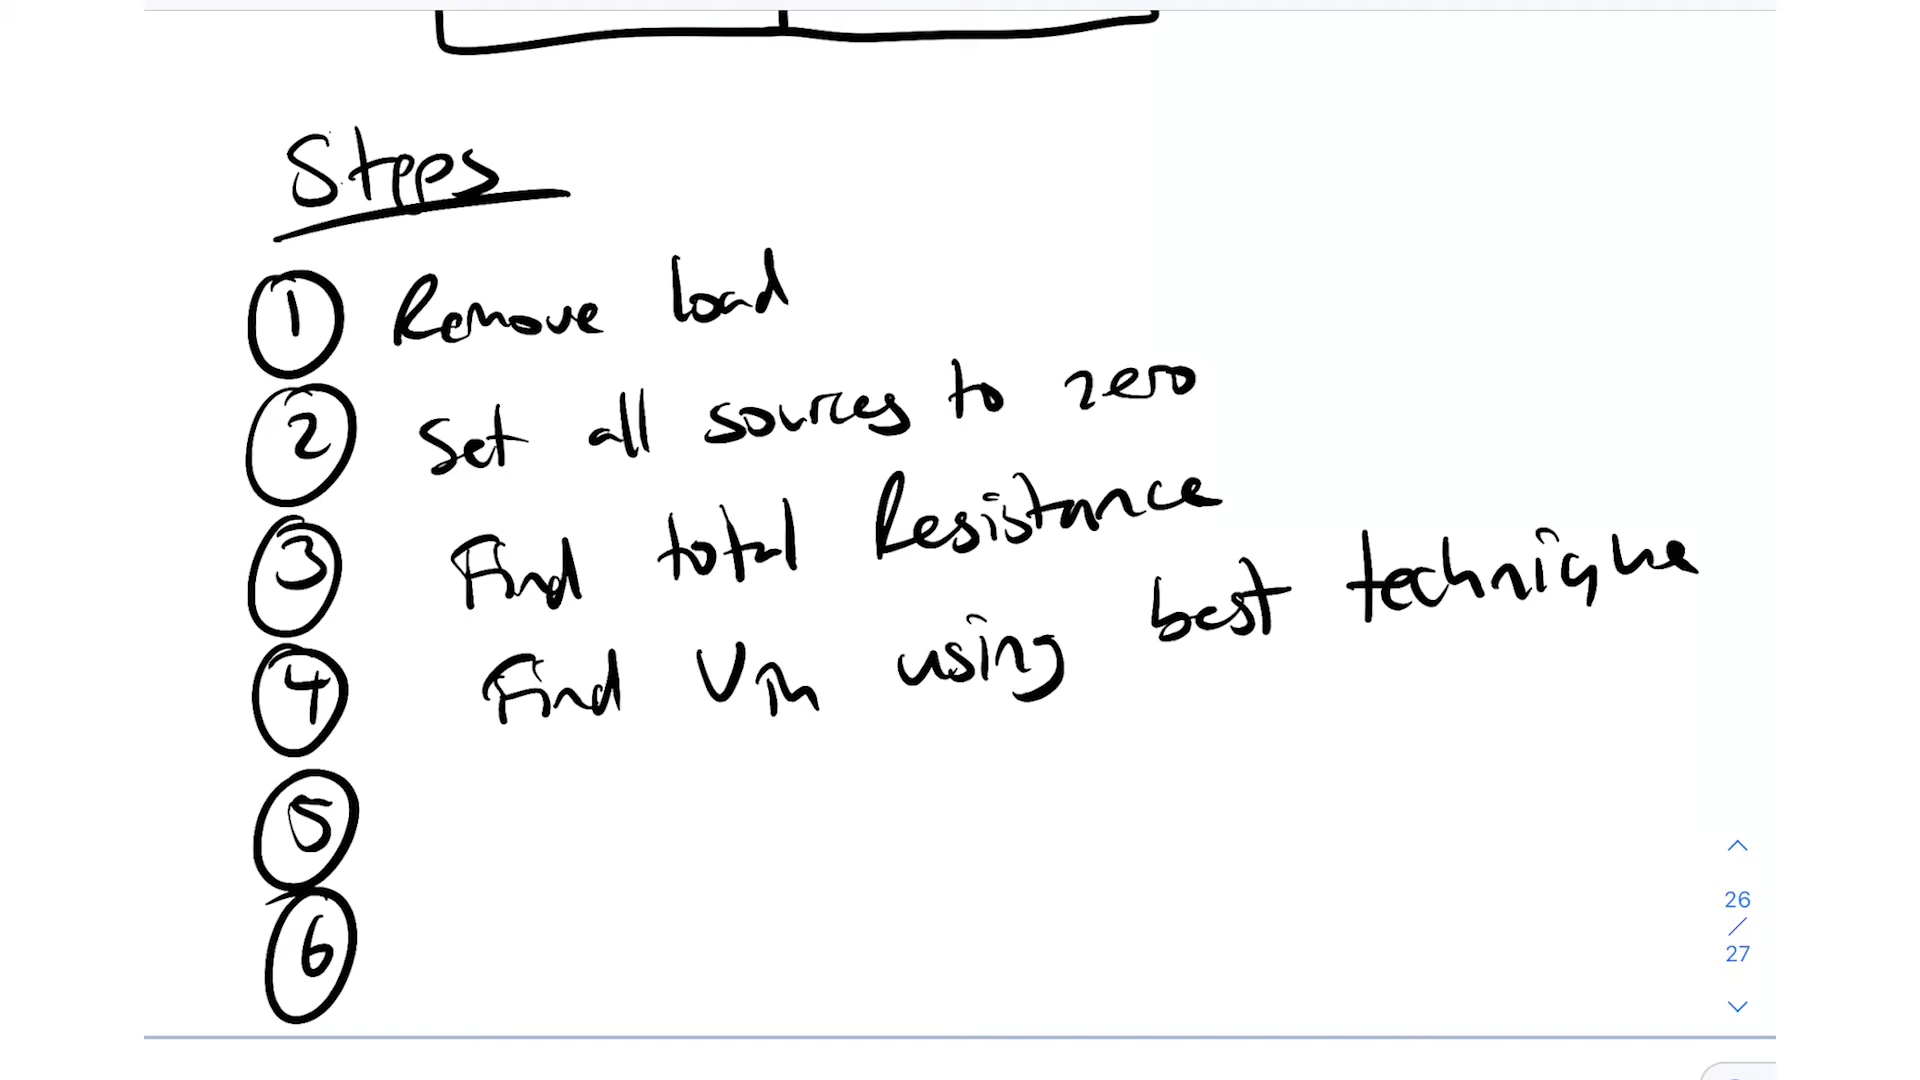 Steps
1 Remove load
2 Set all sources to zero
3 Find total Resistance
4 Find Vth using best technique
5
6
26
/
27